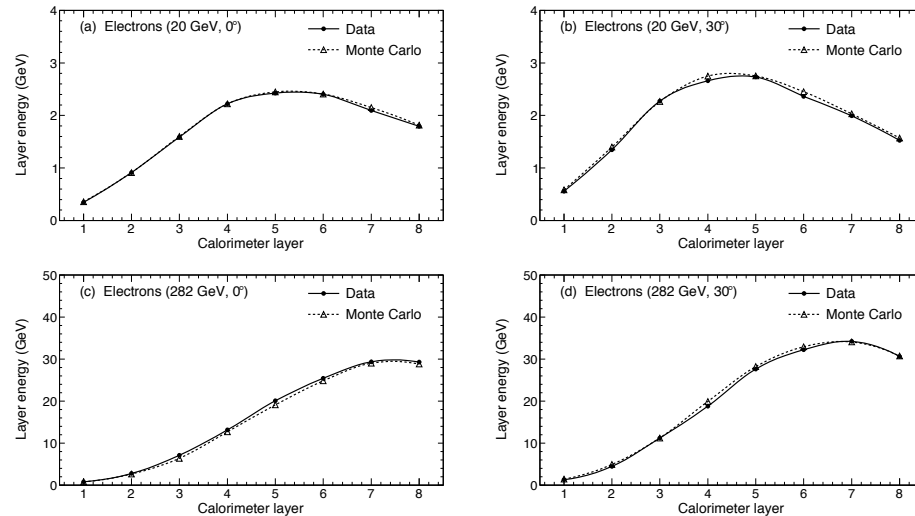 (a) Electrons (20 GeV, 0°)
Data
Monte Carlo
Layer energy (GeV)
4
3
2
1
0
1 2 3 4 5 6 7 8
Calorimeter layer
(b) Electrons (20 GeV, 30°)
Data
Monte Carlo
Layer energy (GeV)
4
3
2
1
0
1 2 3 4 5 6 7 8
Calorimeter layer
(c) Electrons (282 GeV, 0°)
Data
Monte Carlo
Layer energy (GeV)
50
40
30
20
10
0
1 2 3 4 5 6 7 8
Calorimeter layer
(d) Electrons (282 GeV, 30°)
Data
Monte Carlo
Layer energy (GeV)
50
40
30
20
10
0
1 2 3 4 5 6 7 8
Calorimeter layer